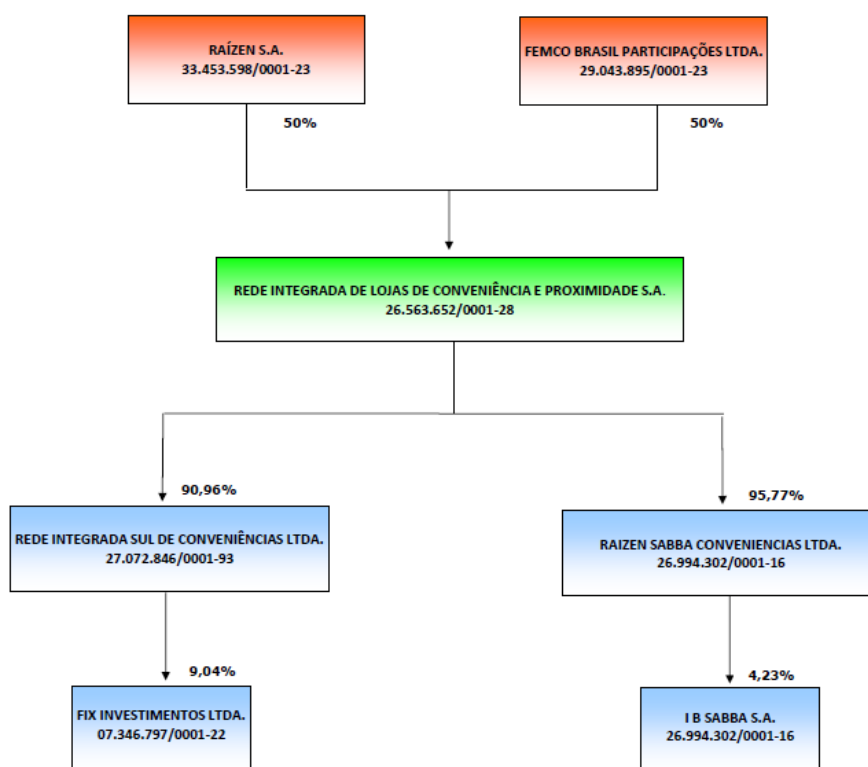 RAÍZEN S.A.
33.453.598/0001-23
FEMCO BRASIL PARTICIPAÇÕES LTDA.
29.043.895/0001-23
50%
50%
REDE INTEGRADA DE LOJAS DE CONVENIÊNCIA E PROXIMIDADE S.A.
26.563.652/0001-28
90,96%
95,77%
REDE INTEGRADA SUL DE CONVENIÊNCIAS LTDA.
27.072.846/0001-93
RAIZEN SABBA CONVENIENCIAS LTDA.
26.994.302/0001-16
9,04%
4,23%
FIX INVESTIMENTOS LTDA.
07.346.797/0001-22
I B SABBA S.A.
26.994.302/0001-16